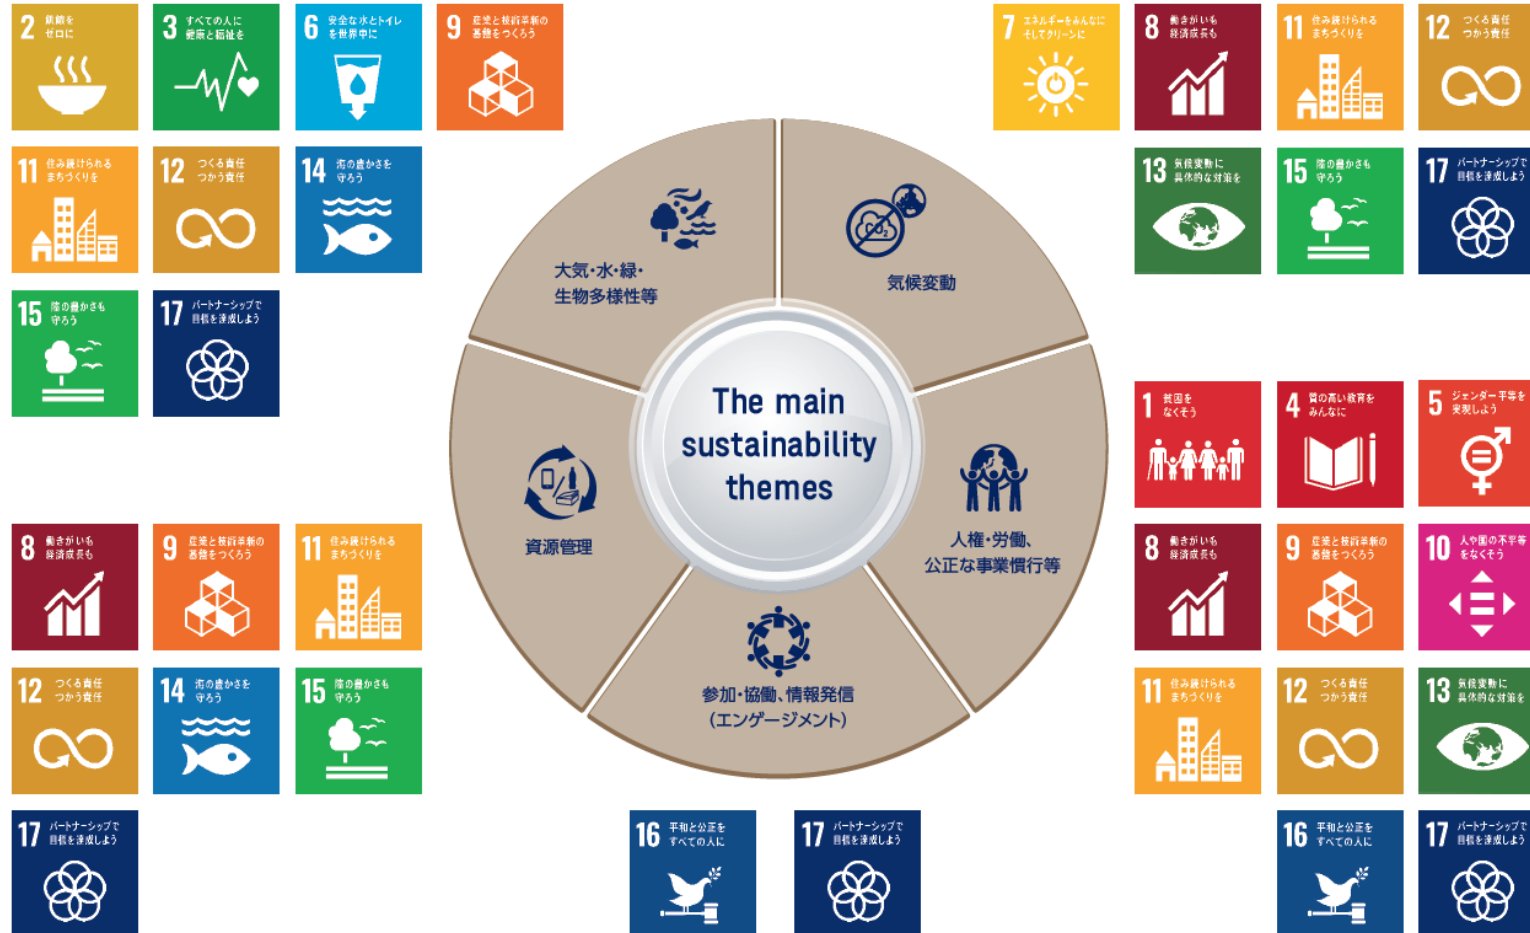 2 飢餓を
ゼロに
3 すべての人に
健康と福祉を
6 安全な水とトイレ
を世界中に
9 産業と技術革新の
基盤をつくろう
11 住み続けられる
まちづくりを
12 つくる責任
つかう責任
14 海の豊かさを
守ろう
15 陸の豊かさも
守ろう
17 パートナーシップで
目標を達成しよう
7 エネルギーをみんなに
そしてクリーンに
8 働きがいも
経済成長も
11 住み続けられる
まちづくりを
12 つくる責任
つかう責任
13 気候変動に
具体的な対策を
15 陸の豊かさも
守ろう
17 パートナーシップで
目標を達成しよう
大気・水・緑・
生物多様性等
CO2
気候変動
The main
sustainability
themes
資源管理
人権・労働、
公正な事業慣行等
参加・協働、情報発信
(エンゲージメント)
1 貧困を
なくそう
4 質の高い教育を
みんなに
5 ジェンダー平等を
実現しよう
8 働きがいも
経済成長も
9 産業と技術革新の
基盤をつくろう
10 人や国の不平等
をなくそう
11 住み続けられる
まちづくりを
12 つくる責任
つかう責任
13 気候変動に
具体的な対策を
16 平和と公正を
すべての人に
17 パートナーシップで
目標を達成しよう
8 働きがいも
経済成長も
9 産業と技術革新の
基盤をつくろう
11 住み続けられる
まちづくりを
12 つくる責任
つかう責任
14 海の豊かさを
守ろう
15 陸の豊かさも
守ろう
17 パートナーシップで
目標を達成しよう
16 平和と公正を
すべての人に
17 パートナーシップで
目標を達成しよう